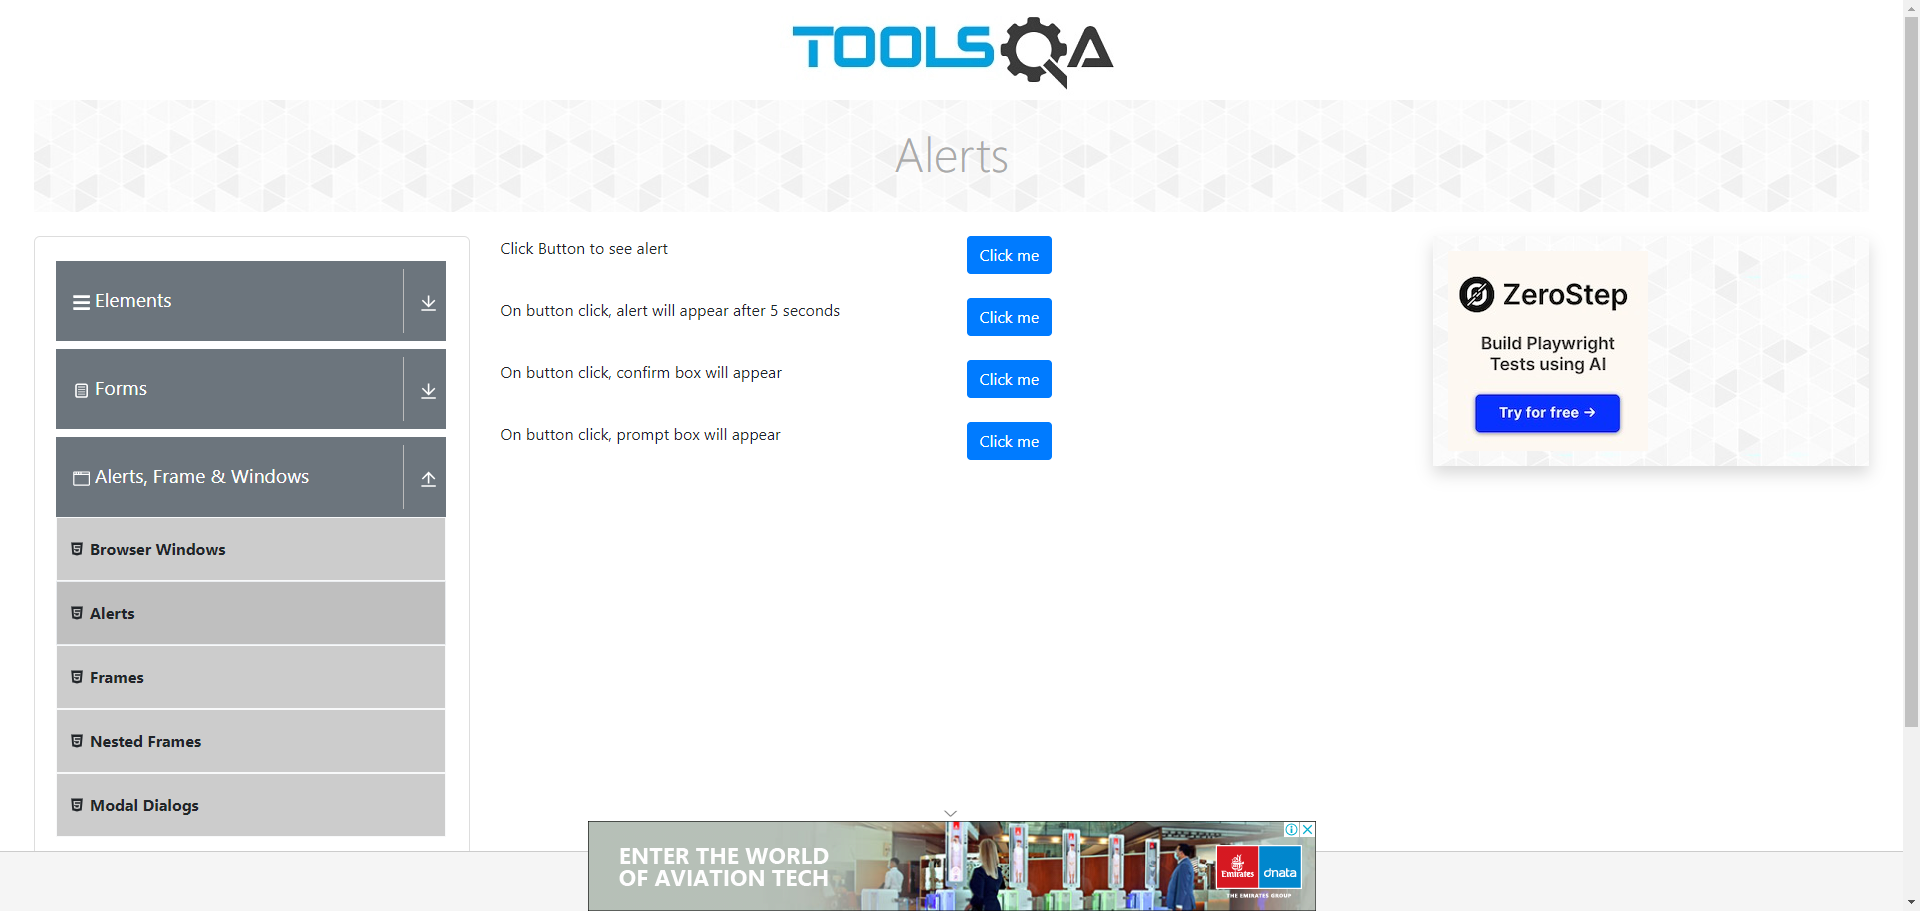 TOOLSQA
Alerts
Elements
Forms
Alerts, Frame & Windows
Browser Windows
Alerts
Frames
Nested Frames
Modal Dialogs
Click Button to see alert
Click me
On button click, alert will appear after 5 seconds
Click me
On button click, confirm box will appear
Click me
On button click, prompt box will appear
Click me
ZeroStep
Build Playwright
Tests using AI
Try for free →
ENTER THE WORLD
OF AVIATION TECH
Emirates
dnata
THE EMIRATES GROUP